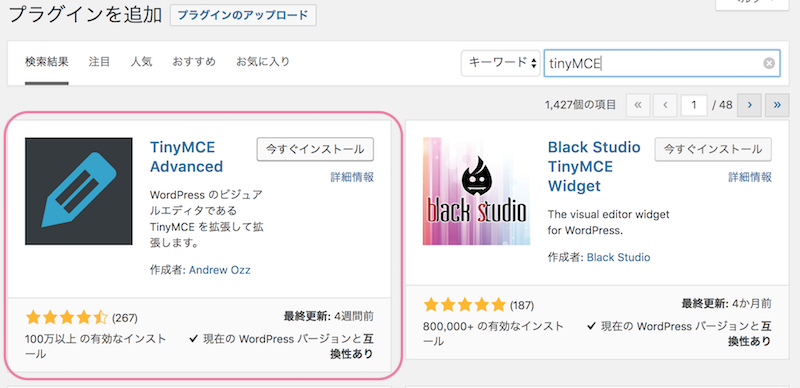 プラグインを追加 プラグインのアップロード
検索結果 注目 人気 おすすめ お気に入り キーワード tinyMCE
1,427個の項目 « ‹ 1 / 48 › »
TinyMCE
Advanced
今すぐインストール
詳細情報
WordPress のビジュア
ルエディタである
TinyMCE を拡張して拡
張します。
作成者: Andrew Ozz
(267)
最終更新: 4週間前
100万以上 の有効なインスト
ール
現在の WordPress バージョンと互
換性あり
black studio
Black Studio
TinyMCE
Widget
今すぐインストール
詳細情報
The visual editor widget
for WordPress.
作成者: Black Studio
(187)
最終更新: 4か月前
800,000+ の有効なインスト
ール
現在の WordPress バージョンと互
換性あり